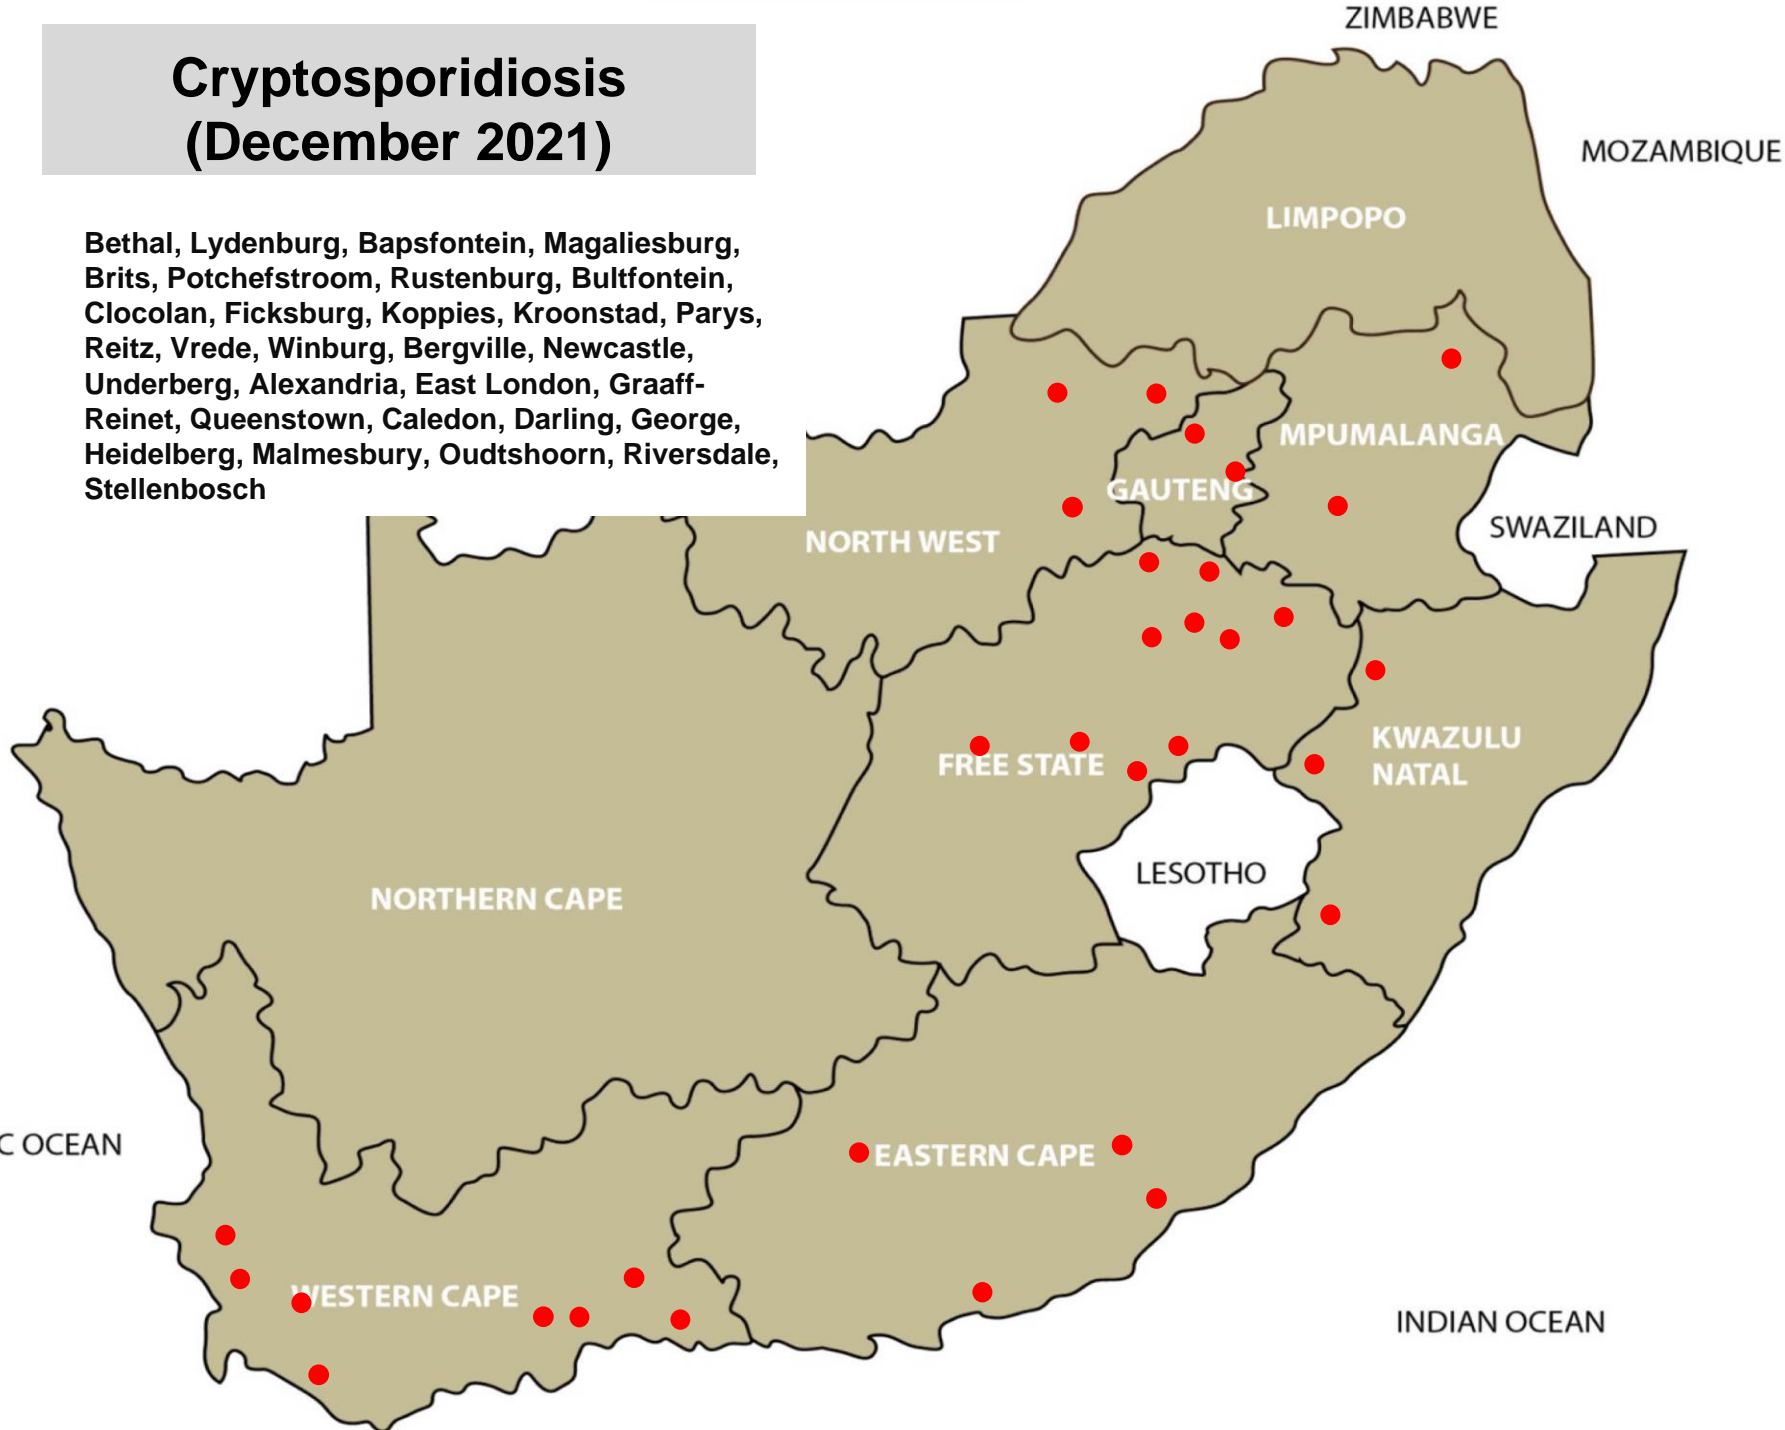 Cryptosporidiosis
(December 2021)
Bethal, Lydenburg, Bapsfontein, Magaliesburg,
Brits, Potchefstroom, Rustenburg, Bultfontein,
Clocolan, Ficksburg, Koppies, Kroonstad, Parys,
Reitz, Vrede, Winburg, Bergville, Newcastle,
Underberg, Alexandria, East London, Graaff-
Reinet, Queenstown, Caledon, Darling, George,
Heidelberg, Malmesbury, Oudtshoorn, Riversdale,
Stellenbosch
ZIMBABWE
MOZAMBIQUE
LIMPOPO
MPUMALANGA
GAUTENG
SWAZILAND
NORTH WEST
KWAZULU
NATAL
FREE STATE
LESOTHO
NORTHERN CAPE
C OCEAN
EASTERN CAPE
WESTERN CAPE
INDIAN OCEAN